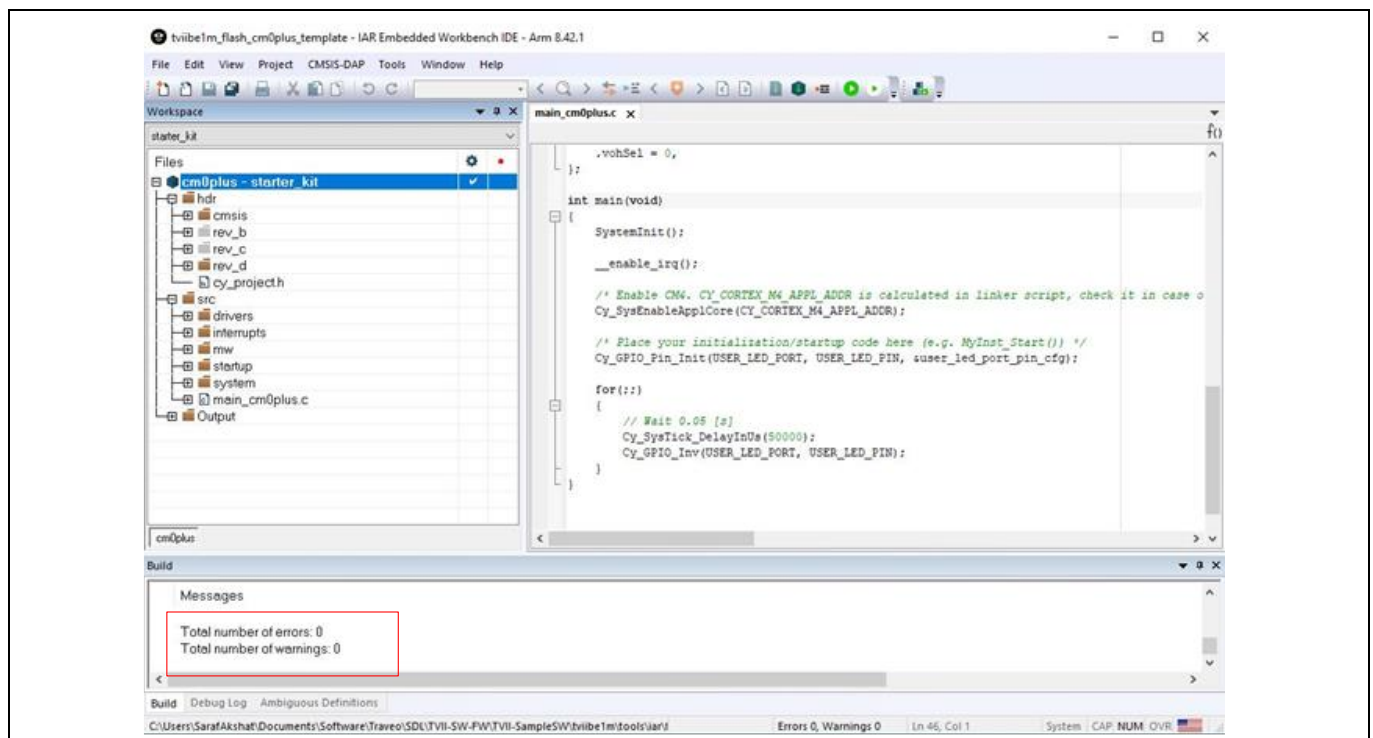 tviibe1m_flash_cm0plus_template - IAR Embedded Workbench IDE - Arm 8.42.1
File Edit View Project CMSIS-DAP Tools Window Help
Workspace
main_cm0plus.c
starter_kit
Files
cm0plus - starter_kit
hdr
cmsis
rev_b
rev_c
rev_d
cy_project.h
src
drivers
interrupts
mw
startup
system
main_cm0plus.c
Output
cm0plus
.vohSel = 0,
};
int main(void)
{
SystemInit();
__enable_irq();
/* Enable CM4. CY_CORTEX_M4_APPL_ADDR is calculated in linker script, check it in case o
Cy_SysEnableApplCore(CY_CORTEX_M4_APPL_ADDR);
/* Place your initialization/startup code here (e.g. MyInst_Start()) */
Cy_GPIO_Pin_Init(USER_LED_PORT, USER_LED_PIN, &user_led_port_pin_cfg);
for(;;)
{
// Wait 0.05 [s]
Cy_SysTick_DelayInUs(50000);
Cy_GPIO_Inv(USER_LED_PORT, USER_LED_PIN);
}
}
Build
Messages
Total number of errors: 0
Total number of warnings: 0
Build Debug Log Ambiguous Definitions
C:\Users\SarafAkshat\Documents\Software\Traveo\SDL\TVII-SW-FW\TVII-SampleSW\tviibe1m\tools\iar\ Errors 0, Warnings 0 Ln 46, Col 1 System CAP NUM OVR